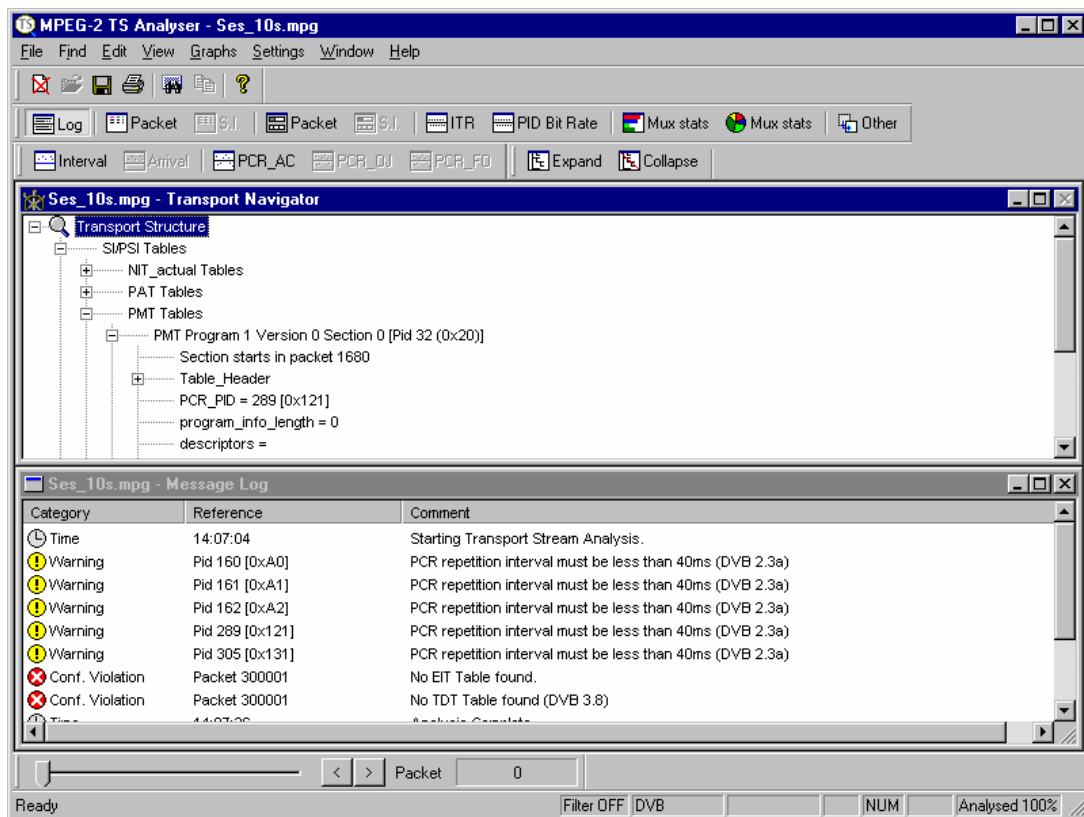 MPEG-2 TS Analyser - Ses_10s.mpg
File Find Edit View Graphs Settings Window Help
Log Packet S.I. Packet S.I. ITR PID Bit Rate Mux stats Mux stats Other
Interval Arrival PCR_AC PCR_OJ PCR_FO Expand Collapse
Ses_10s.mpg - Transport Navigator
Transport Structure
SI/PSI Tables
NIT_actual Tables
PAT Tables
PMT Tables
PMT Program 1 Version 0 Section 0 [Pid 32 (0x20)]
Section starts in packet 1680
Table_Header
PCR_PID = 289 [0x121]
program_info_length = 0
descriptors =
Ses_10s.mpg - Message Log
Category Reference Comment
Time 14:07:04 Starting Transport Stream Analysis.
Warning Pid 160 [0xA0] PCR repetition interval must be less than 40ms (DVB 2.3a)
Warning Pid 161 [0xA1] PCR repetition interval must be less than 40ms (DVB 2.3a)
Warning Pid 162 [0xA2] PCR repetition interval must be less than 40ms (DVB 2.3a)
Warning Pid 289 [0x121] PCR repetition interval must be less than 40ms (DVB 2.3a)
Warning Pid 305 [0x131] PCR repetition interval must be less than 40ms (DVB 2.3a)
Conf. Violation Packet 300001 No EIT Table found.
Conf. Violation Packet 300001 No TDT Table found (DVB 3.8)
Time Analysis Complete
< > Packet 0
Ready Filter OFF DVB NUM Analysed 100%